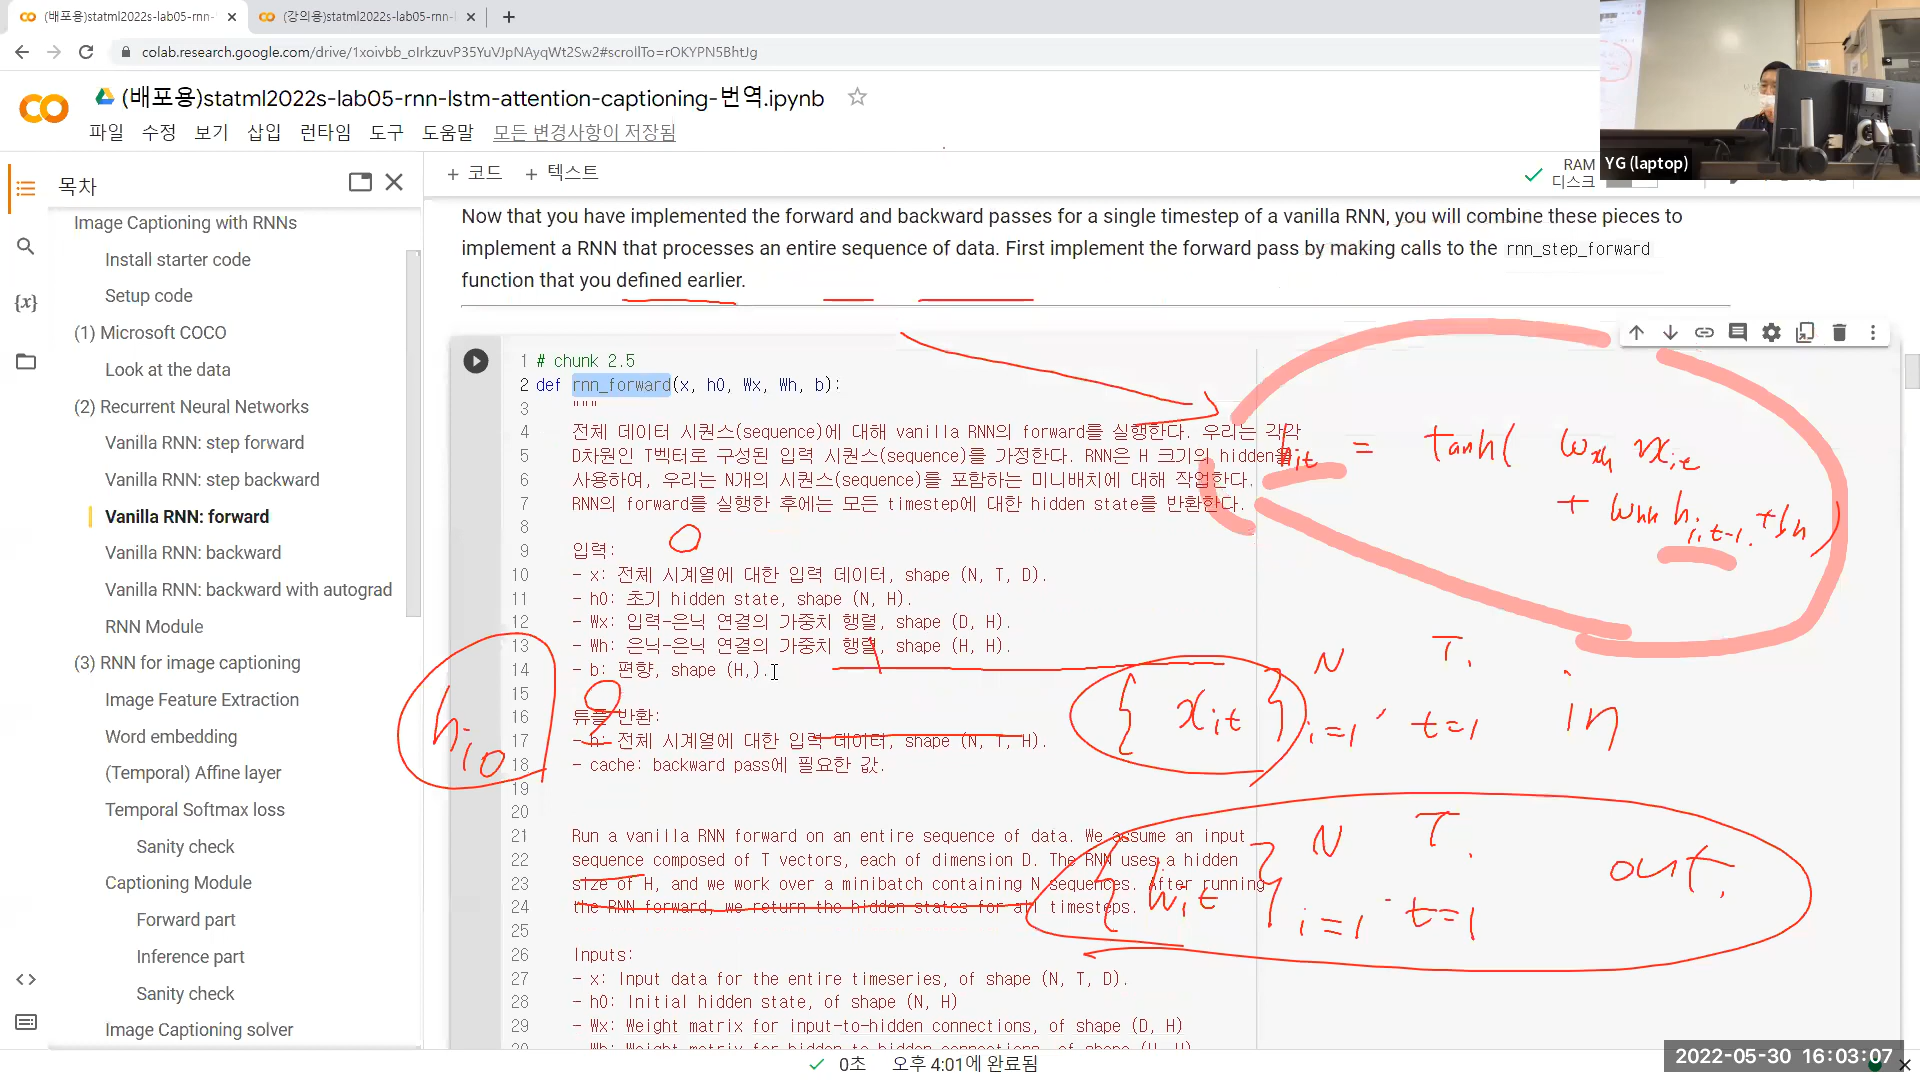 (배포용)statml2022s-lab05-rnn-
(강의용)statml2022s-lab05-rnn-l
colab.research.google.com/drive/1xoivbb_oIrkzuvP35YuVJpNAyqWt2Sw2#scrollTo=rOKYPN5BhtJg
(배포용)statml2022s-lab05-rnn-lstm-attention-captioning-번역.ipynb
파일 수정 보기 삽입 런타임 도구 도움말 모든 변경사항이 저장됨
YG (laptop)
목차
+ 코드 + 텍스트
RAM
디스크
Image Captioning with RNNs
Install starter code
Setup code
(1) Microsoft COCO
Look at the data
(2) Recurrent Neural Networks
Vanilla RNN: step forward
Vanilla RNN: step backward
Vanilla RNN: forward
Vanilla RNN: backward
Vanilla RNN: backward with autograd
RNN Module
(3) RNN for image captioning
Image Feature Extraction
Word embedding
(Temporal) Affine layer
Temporal Softmax loss
Sanity check
Captioning Module
Forward part
Inference part
Sanity check
Image Captioning solver
Now that you have implemented the forward and backward passes for a single timestep of a vanilla RNN, you will combine these pieces to
implement a RNN that processes an entire sequence of data. First implement the forward pass by making calls to the rnn_step_forward
function that you defined earlier.
1 # chunk 2.5
2 def rnn_forward(x, h0, Wx, Wh, b):
3 """
4 전체 데이터 시퀀스(sequence)에 대해 vanilla RNN의 forward를 실행한다. 우리는 각각
5 D차원인 T벡터로 구성된 입력 시퀀스(sequence)를 가정한다. RNN은 H 크기의 hidden을
6 사용하여, 우리는 N개의 시퀀스(sequence)를 포함하는 미니배치에 대해 작업한다.
7 RNN의 forward를 실행한 후에는 모든 timestep에 대한 hidden state를 반환한다.
8
9 입력:
10 - x: 전체 시계열에 대한 입력 데이터, shape (N, T, D).
11 - h0: 초기 hidden state, shape (N, H).
12 - Wx: 입력-은닉 연결의 가중치 행렬, shape (D, H).
13 - Wh: 은닉-은닉 연결의 가중치 행렬, shape (H, H).
14 - b: 편향, shape (H,).
15
16 튜플 반환:
17 - h: 전체 시계열에 대한 입력 데이터, shape (N, T, H).
18 - cache: backward pass에 필요한 값.
19
20
21 Run a vanilla RNN forward on an entire sequence of data. We assume an input
22 sequence composed of T vectors, each of dimension D. The RNN uses a hidden
23 size of H, and we work over a minibatch containing N sequences. After running
24 the RNN forward, we return the hidden states for all timesteps.
25
26 Inputs:
27 - x: Input data for the entire timeseries, of shape (N, T, D).
28 - h0: Initial hidden state, of shape (N, H)
29 - Wx: Weight matrix for input-to-hidden connections, of shape (D, H)
hit = tanh( Wxh xit
+ Whh hi,t-1 + bh )
0
hi0
{ xit } N i=1, T t=1 in
{ hit } N i=1, T t=1 out.
0초 오후 4:01에 완료됨
2022-05-30 16:03:07